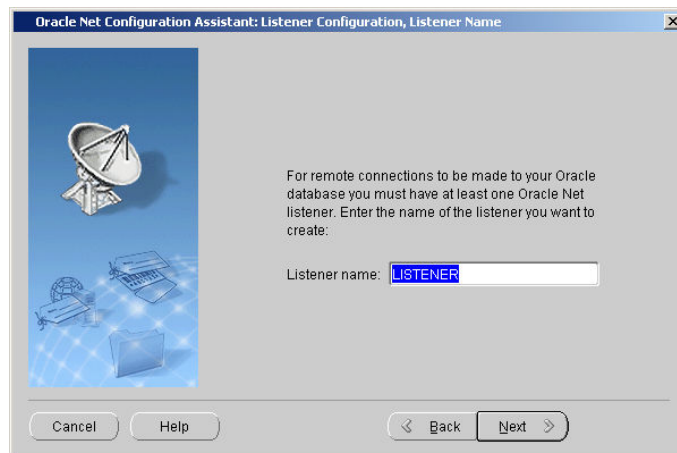 Oracle Net Configuration Assistant: Listener Configuration, Listener Name
For remote connections to be made to your Oracle
database you must have at least one Oracle Net
listener. Enter the name of the listener you want to
create:
Listener name: LISTENER
Cancel Help Back Next